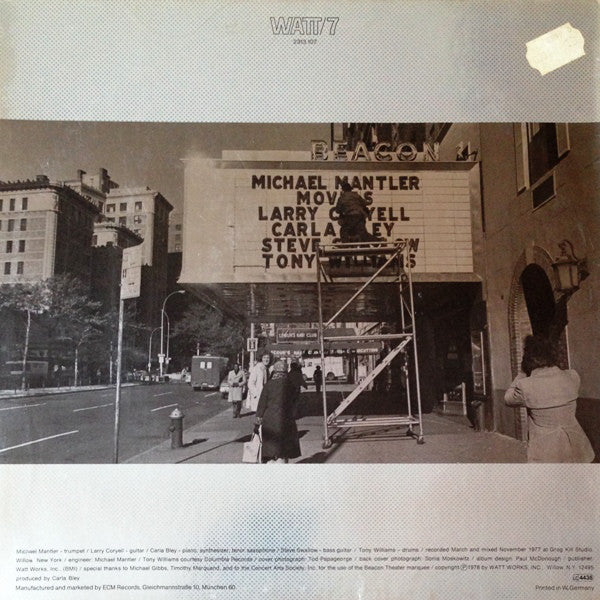 WATT/7
2313 107
BEACON
MICHAEL MANTLER
MOV
LARRY C YELL
CARLA EY
STEVE W
TONY WILLIAMS
Michael Mantler - trumpet / Larry Coryell - guitar / Carla Bley - piano, synthesizer, tenor saxophone / Steve Swallow - bass guitar / Tony Williams - drums / recorded March and mixed November 1977 at Grog Kill Studio,
Willow, New York / engineer: Michael Mantler / Tony Williams courtesy Columbia Records / cover photograph: Tod Papageorge / back cover photograph: Sonia Moskowitz / album design: Paul McDonough / publisher:
Watt Works, Inc., (BMI) / special thanks to Michael Gibbs, Timothy Marquand, and to the Concert Arts Society, Inc. for the use of the Beacon Theater marquee / copyright Ⓟ 1978 by WATT WORKS, INC., Willow, N.Y. 12495
produced by Carla Bley
4438
Manufactured and marketed by ECM Records, Gleichmannstraße 10, München 60
Printed in W.Germany